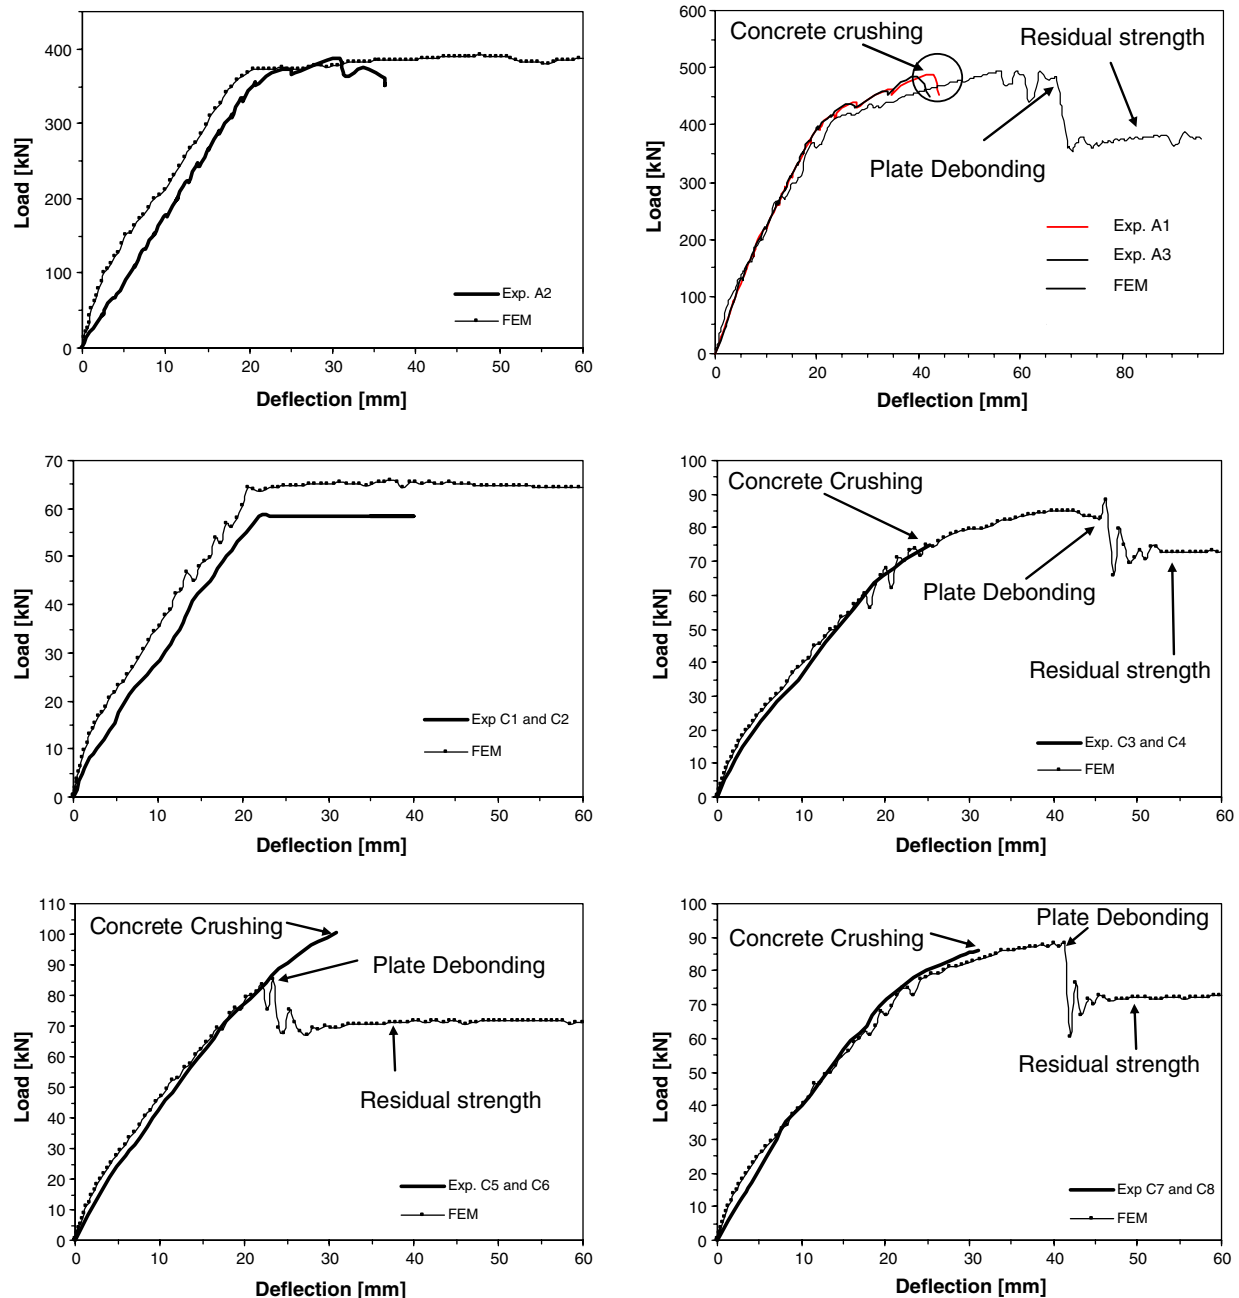 400
300
200
100
0
Load [kN]
Exp. A2
FEM
0 10 20 30 40 50 60
Deflection [mm]
600
500
400
300
200
100
0
Load [kN]
Concrete crushing
Residual strength
Plate Debonding
Exp. A1
Exp. A3
FEM
20 40 60 80
Deflection [mm]
70
60
50
40
30
20
10
0
Load [kN]
Exp C1 and C2
FEM
0 10 20 30 40 50 60
Deflection [mm]
100
90
80
70
60
50
40
30
20
10
0
Load [kN]
Concrete Crushing
Plate Debonding
Residual strength
Exp. C3 and C4
FEM
0 10 20 30 40 50 60
Deflection [mm]
110
100
90
80
70
60
50
40
30
20
10
0
Load [kN]
Concrete Crushing
Plate Debonding
Residual strength
Exp. C5 and C6
FEM
0 10 20 30 40 50 60
Deflection [mm]
100
90
80
70
60
50
40
30
20
10
0
Load [kN]
Plate Debonding
Concrete Crushing
Residual strength
Exp C7 and C8
FEM
0 10 20 30 40 50 60
Deflection [mm]